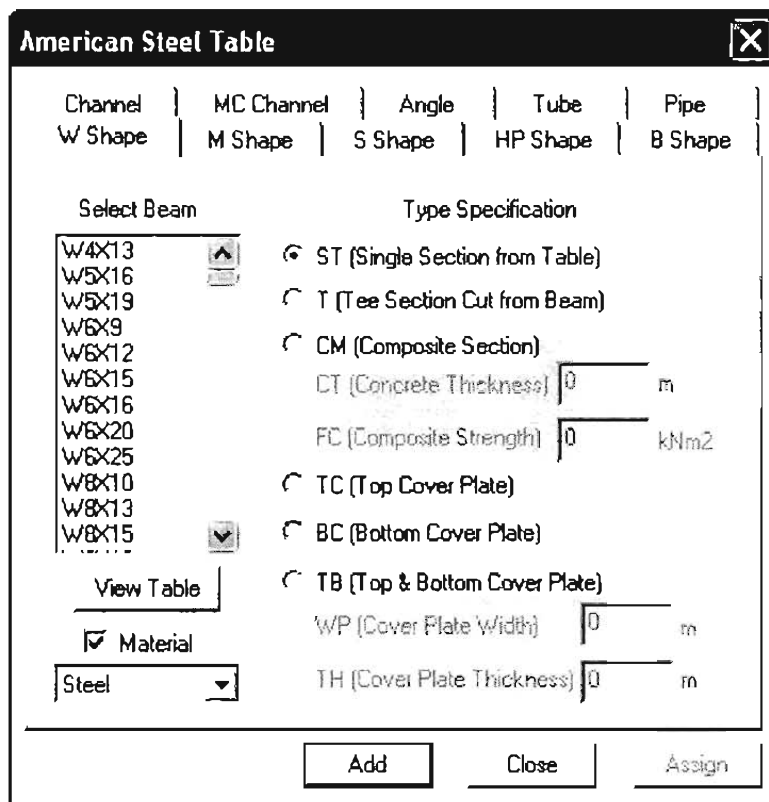 American Steel Table
Channel MC Channel Angle Tube Pipe
W Shape M Shape S Shape HP Shape B Shape
Select Beam
W4X13
W5X16
W5X19
W6X9
W6X12
W6X15
W6X16
W6X20
W6X25
W8X10
W8X13
W8X15
View Table
Material
Steel
Type Specification
ST (Single Section from Table)
T (Tee Section Cut from Beam)
CM (Composite Section)
CT (Concrete Thickness) 0 m
FC (Composite Strength) 0 kNm2
TC (Top Cover Plate)
BC (Bottom Cover Plate)
TB (Top & Bottom Cover Plate)
WP (Cover Plate Width) 0 m
TH (Cover Plate Thickness) 0 m
Add Close Assign